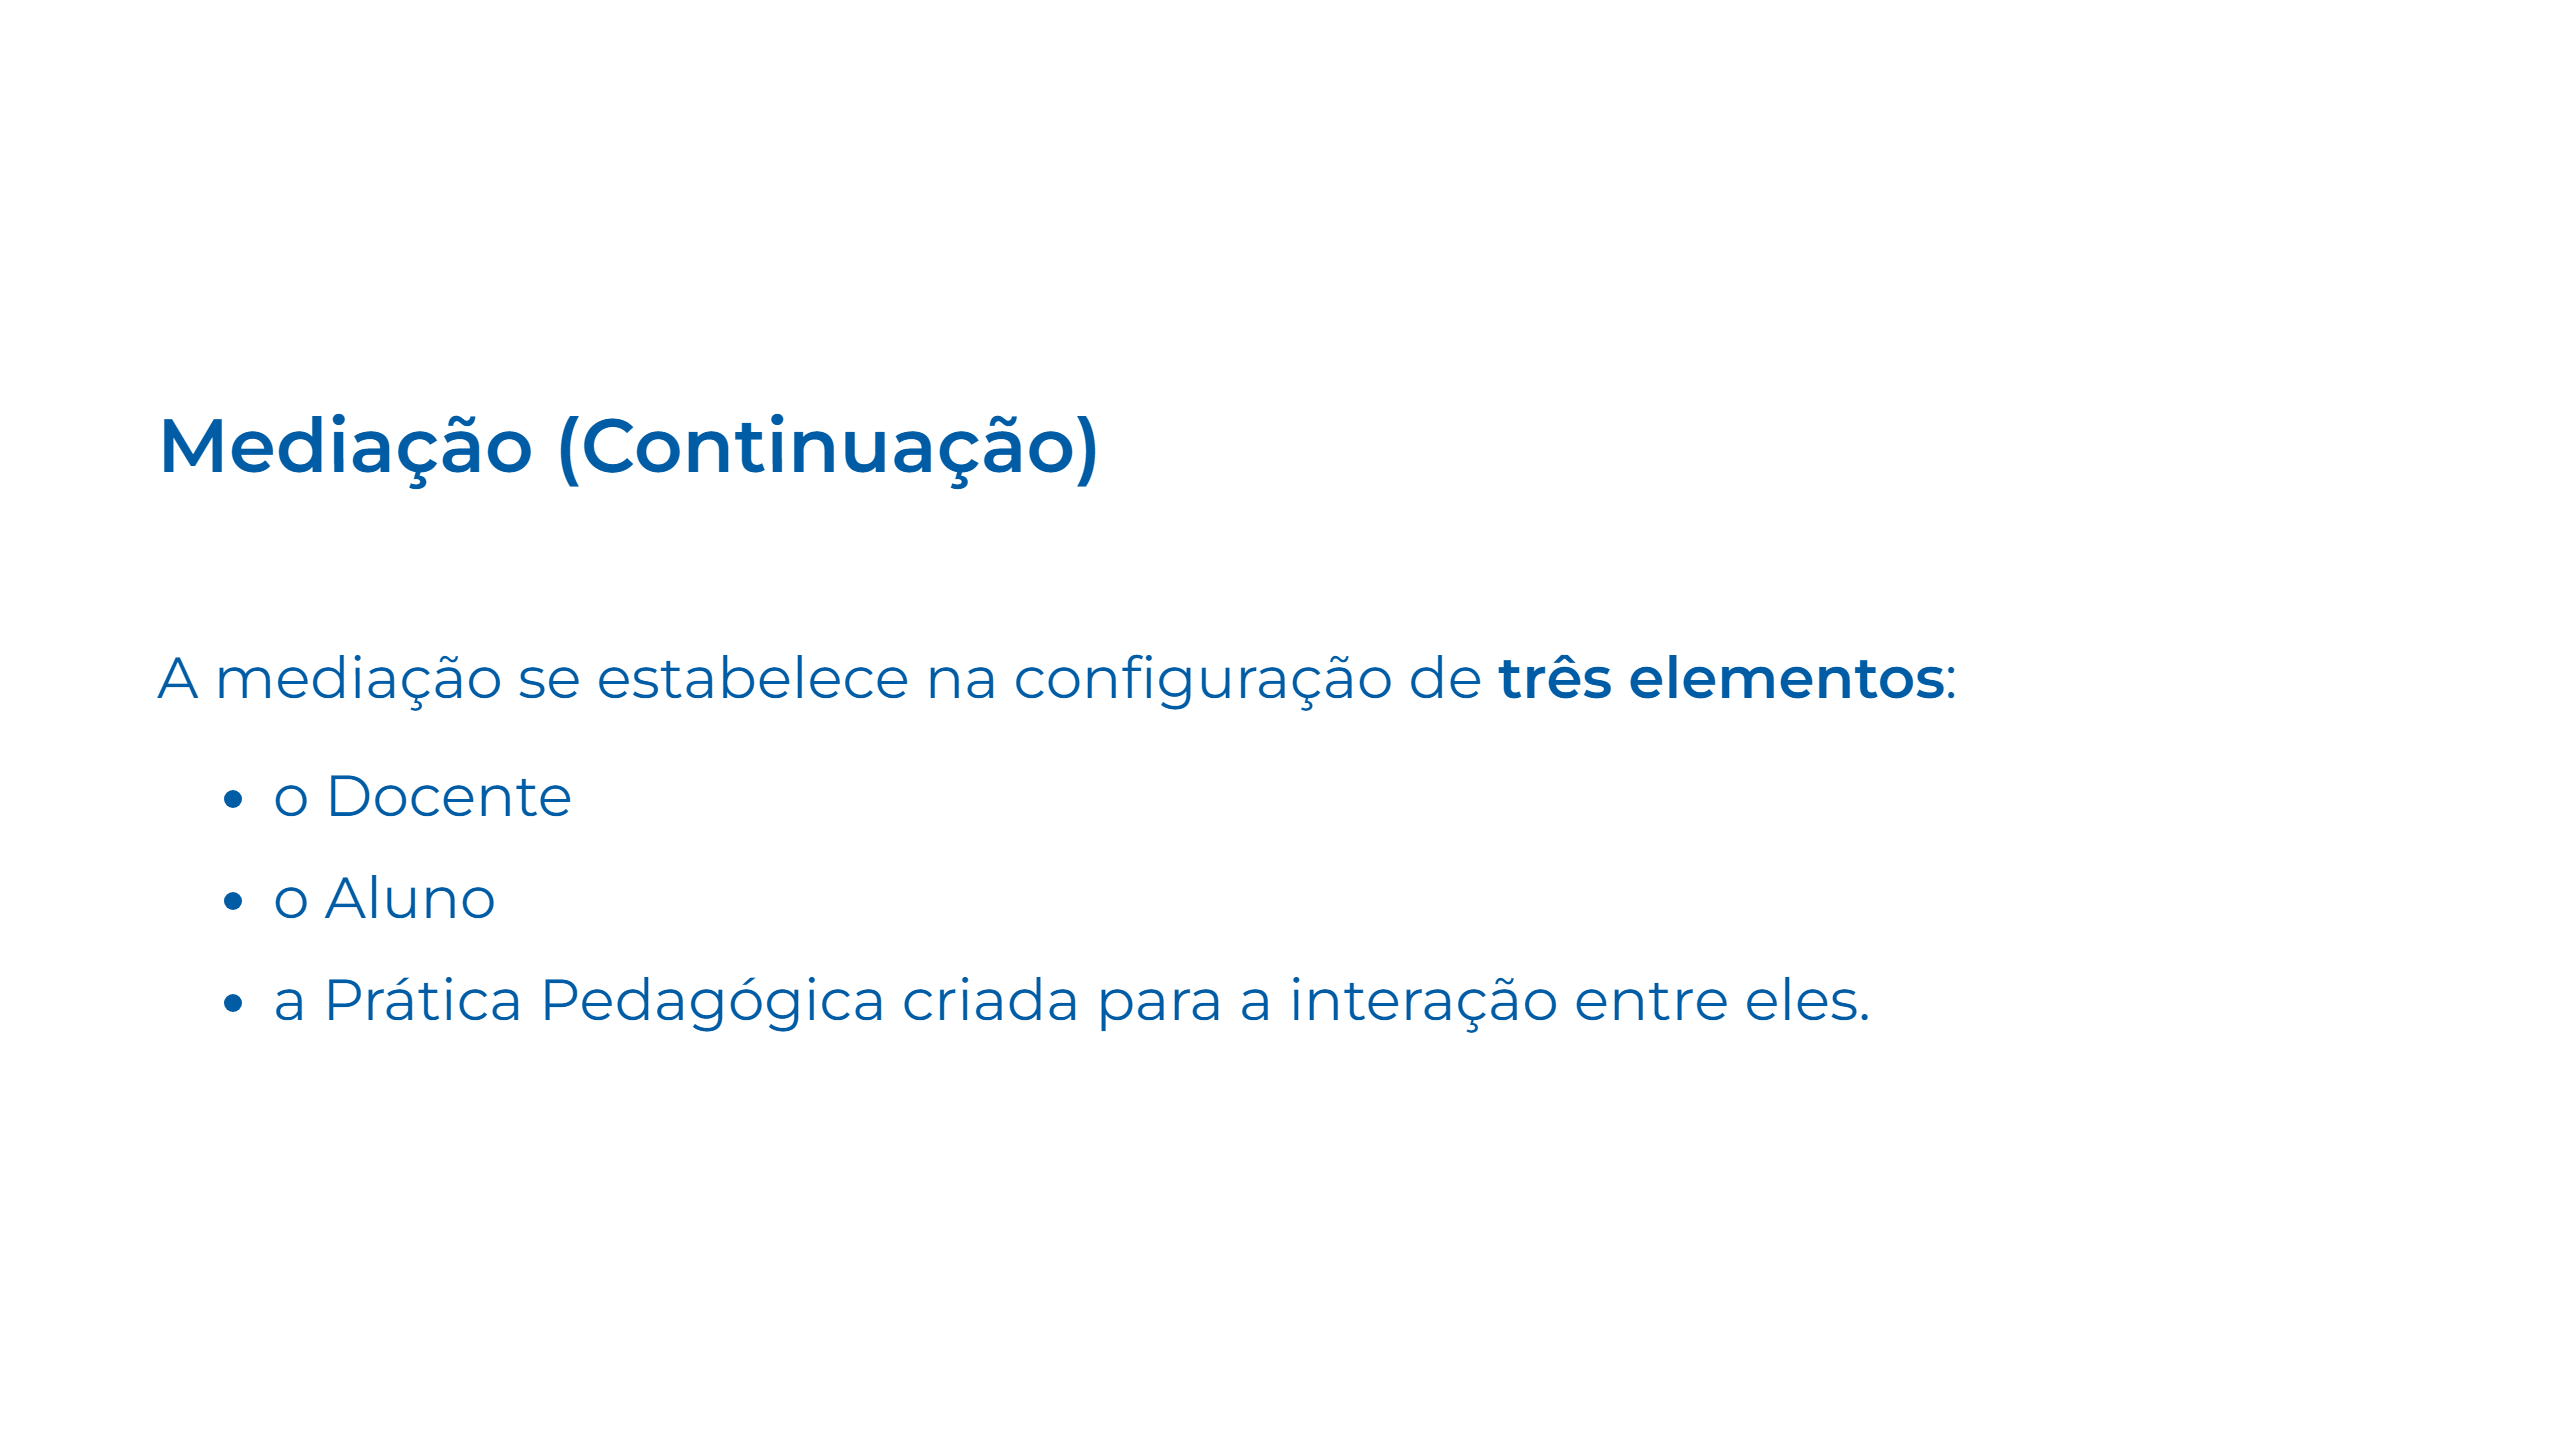 Mediação (Continuação)
A mediação se estabelece na configuração de três elementos:
• o Docente
• o Aluno
• a Prática Pedagógica criada para a interação entre eles.